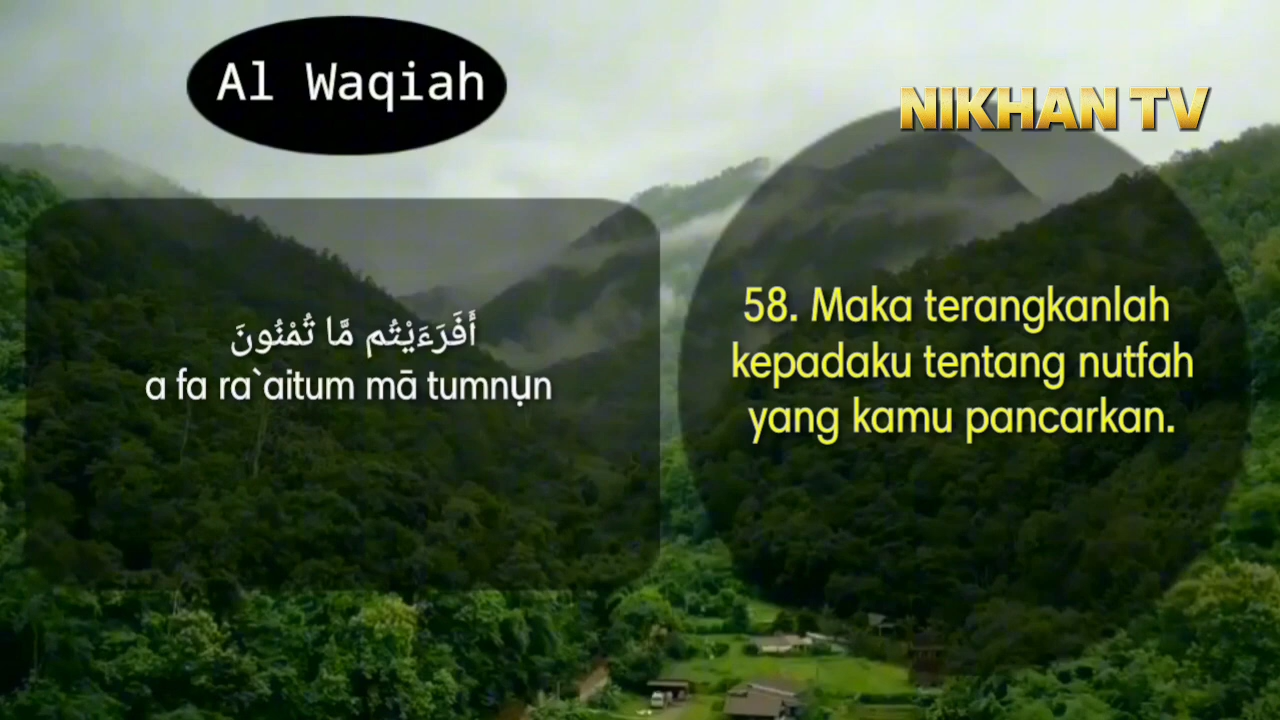 Al Waqiah
NIKHAN TV
أَفَرَءَيْتُم مَّا تُمْنُونَ
a fa ra`aitum mā tumnụn
58. Maka terangkanlah
kepadaku tentang nutfah
yang kamu pancarkan.